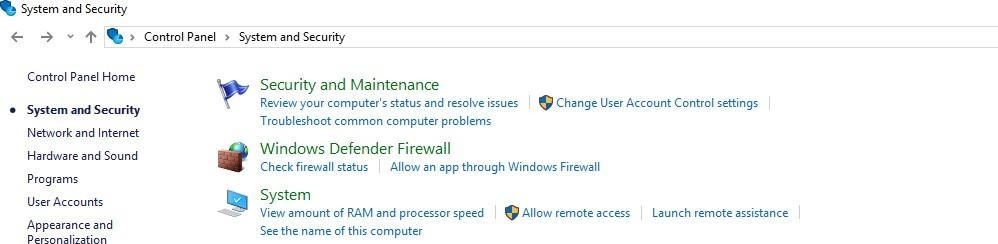 System and Security
Control Panel > System and Security
Control Panel Home
System and Security
Network and Internet
Hardware and Sound
Programs
User Accounts
Appearance and
Personalization
Security and Maintenance
Review your computer's status and resolve issues | Change User Account Control settings |
Troubleshoot common computer problems
Windows Defender Firewall
Check firewall status | Allow an app through Windows Firewall
System
View amount of RAM and processor speed | Allow remote access | Launch remote assistance |
See the name of this computer